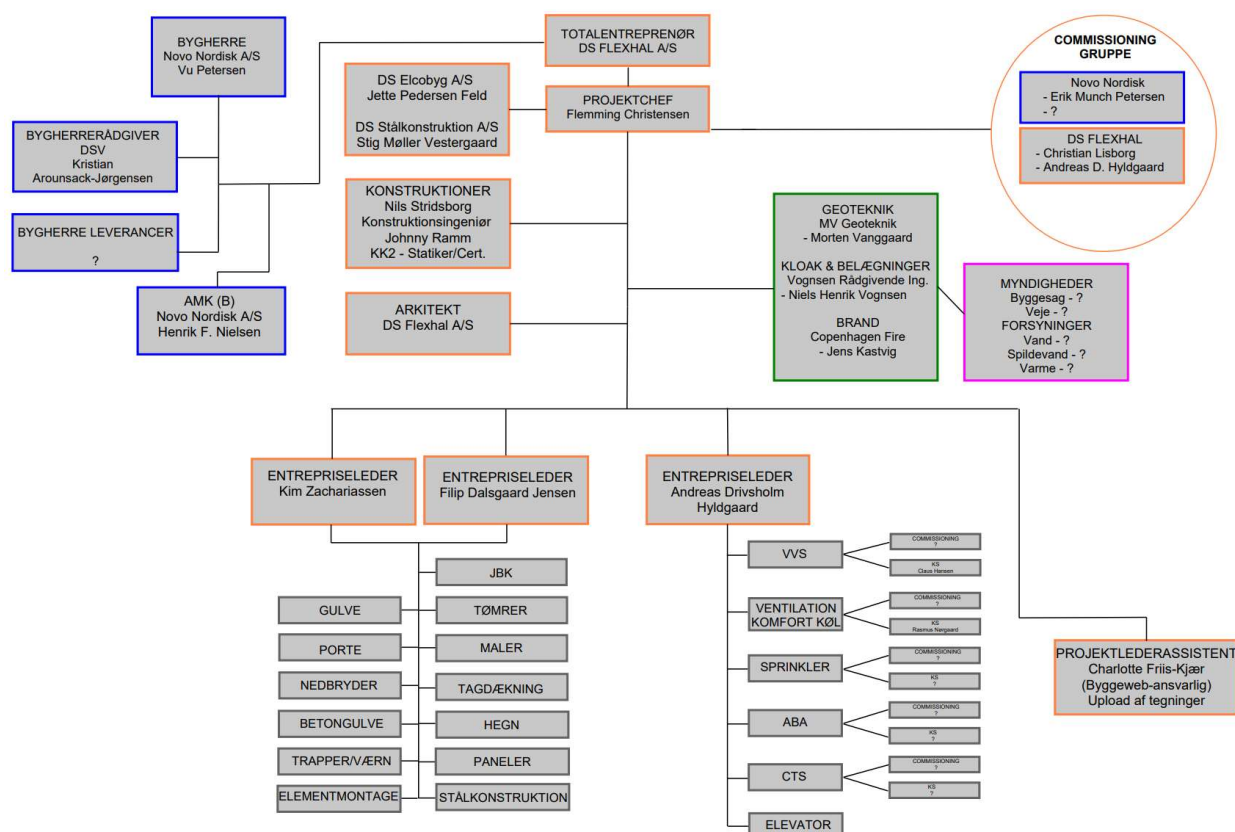 BYGHERRE
Novo Nordisk A/S
Vu Petersen
BYGHERRERÅDGIVER
DSV
Kristian
Arounsack-Jørgensen
BYGHERRE LEVERANCER
?
AMK (B)
Novo Nordisk A/S
Henrik F. Nielsen
TOTALENTREPRENØR
DS FLEXHAL A/S
PROJEKTCHEF
Flemming Christensen
DS Elcobyg A/S
Jette Pedersen Feld
DS Stålkonstruktion A/S
Stig Møller Vestergaard
KONSTRUKTIONER
Nils Stridsborg
Konstruktionsingeniør
Johnny Ramm
KK2 - Statiker/Cert.
ARKITEKT
DS Flexhal A/S
COMMISSIONING
GRUPPE
Novo Nordisk
- Erik Munch Petersen
- ?
DS FLEXHAL
- Christian Lisborg
- Andreas D. Hyldgaard
GEOTEKNIK
MV Geoteknik
- Morten Vanggaard
KLOAK & BELÆGNINGER
Vognsen Rådgivende Ing.
- Niels Henrik Vognsen
BRAND
Copenhagen Fire
- Jens Kastvig
MYNDIGHEDER
Byggesag - ?
Veje - ?
FORSYNINGER
Vand - ?
Spildevand - ?
Varme - ?
ENTREPRISELEDER
Kim Zachariassen
ENTREPRISELEDER
Filip Dalsgaard Jensen
ENTREPRISELEDER
Andreas Drivsholm
Hyldgaard
JBK
GULVE
TØMRER
PORTE
MALER
NEDBRYDER
TAGDÆKNING
BETONGULVE
HEGN
TRAPPER/VÆRN
PANELER
ELEMENTMONTAGE
STÅLKONSTRUKTION
VVS
COMMISSIONING
?
KS
Claus Hansen
VENTILATION
KOMFORT KØL
COMMISSIONING
?
KS
Rasmus Nørgaard
SPRINKLER
COMMISSIONING
?
KS
?
ABA
COMMISSIONING
?
KS
?
CTS
COMMISSIONING
?
KS
?
ELEVATOR
PROJEKTLEDERASSISTENT
Charlotte Friis-Kjær
(Byggeweb-ansvarlig)
Upload af tegninger